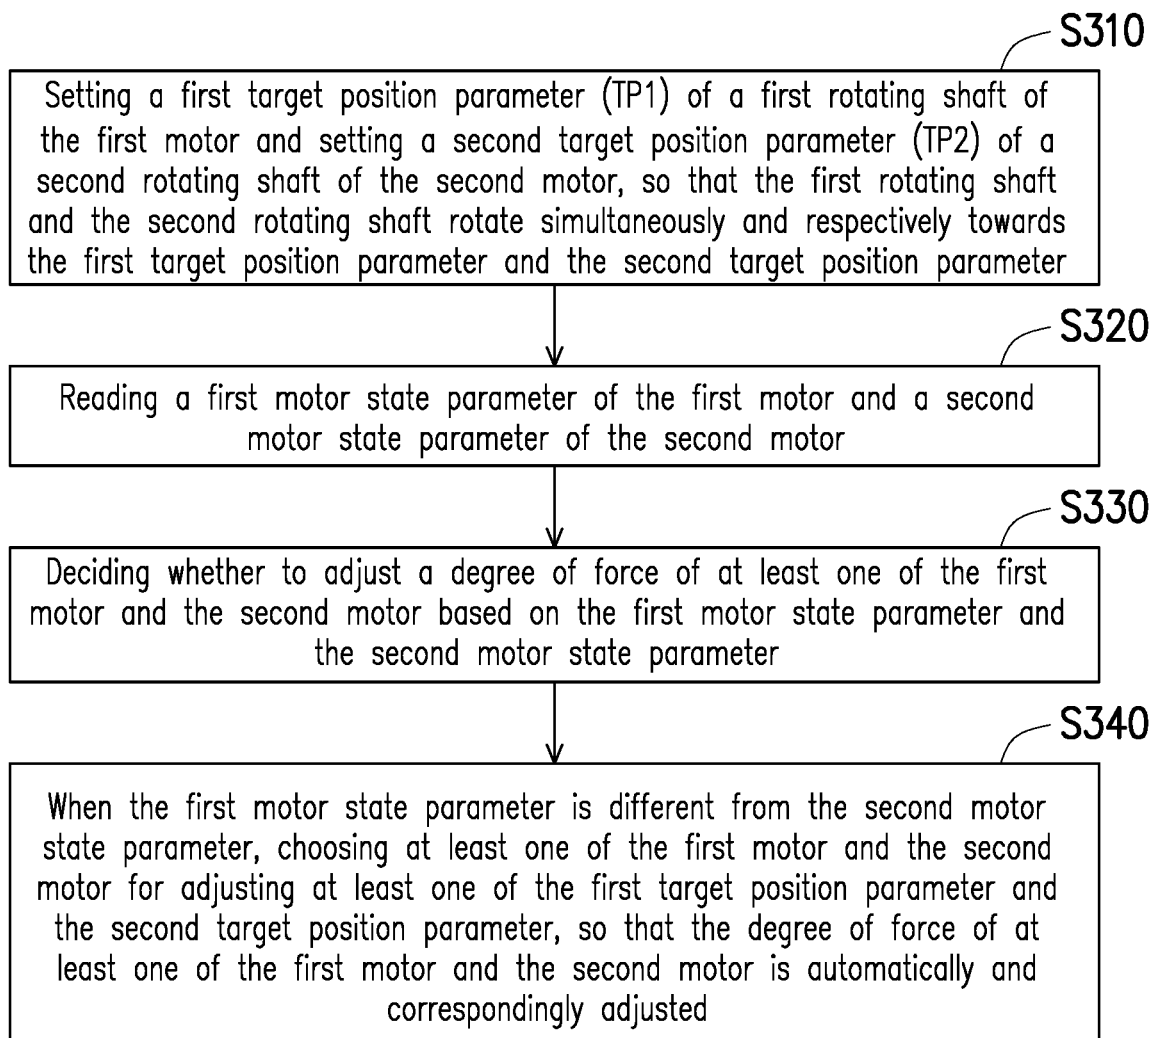 S310
Setting a first target position parameter (TP1) of a first rotating shaft of
the first motor and setting a second target position parameter (TP2) of a
second rotating shaft of the second motor, so that the first rotating shaft
and the second rotating shaft rotate simultaneously and respectively towards
the first target position parameter and the second target position parameter
S320
Reading a first motor state parameter of the first motor and a second
motor state parameter of the second motor
S330
Deciding whether to adjust a degree of force of at least one of the first
motor and the second motor based on the first motor state parameter and
the second motor state parameter
S340
When the first motor state parameter is different from the second motor
state parameter, choosing at least one of the first motor and the second
motor for adjusting at least one of the first target position parameter and
the second target position parameter, so that the degree of force of at
least one of the first motor and the second motor is automatically and
correspondingly adjusted